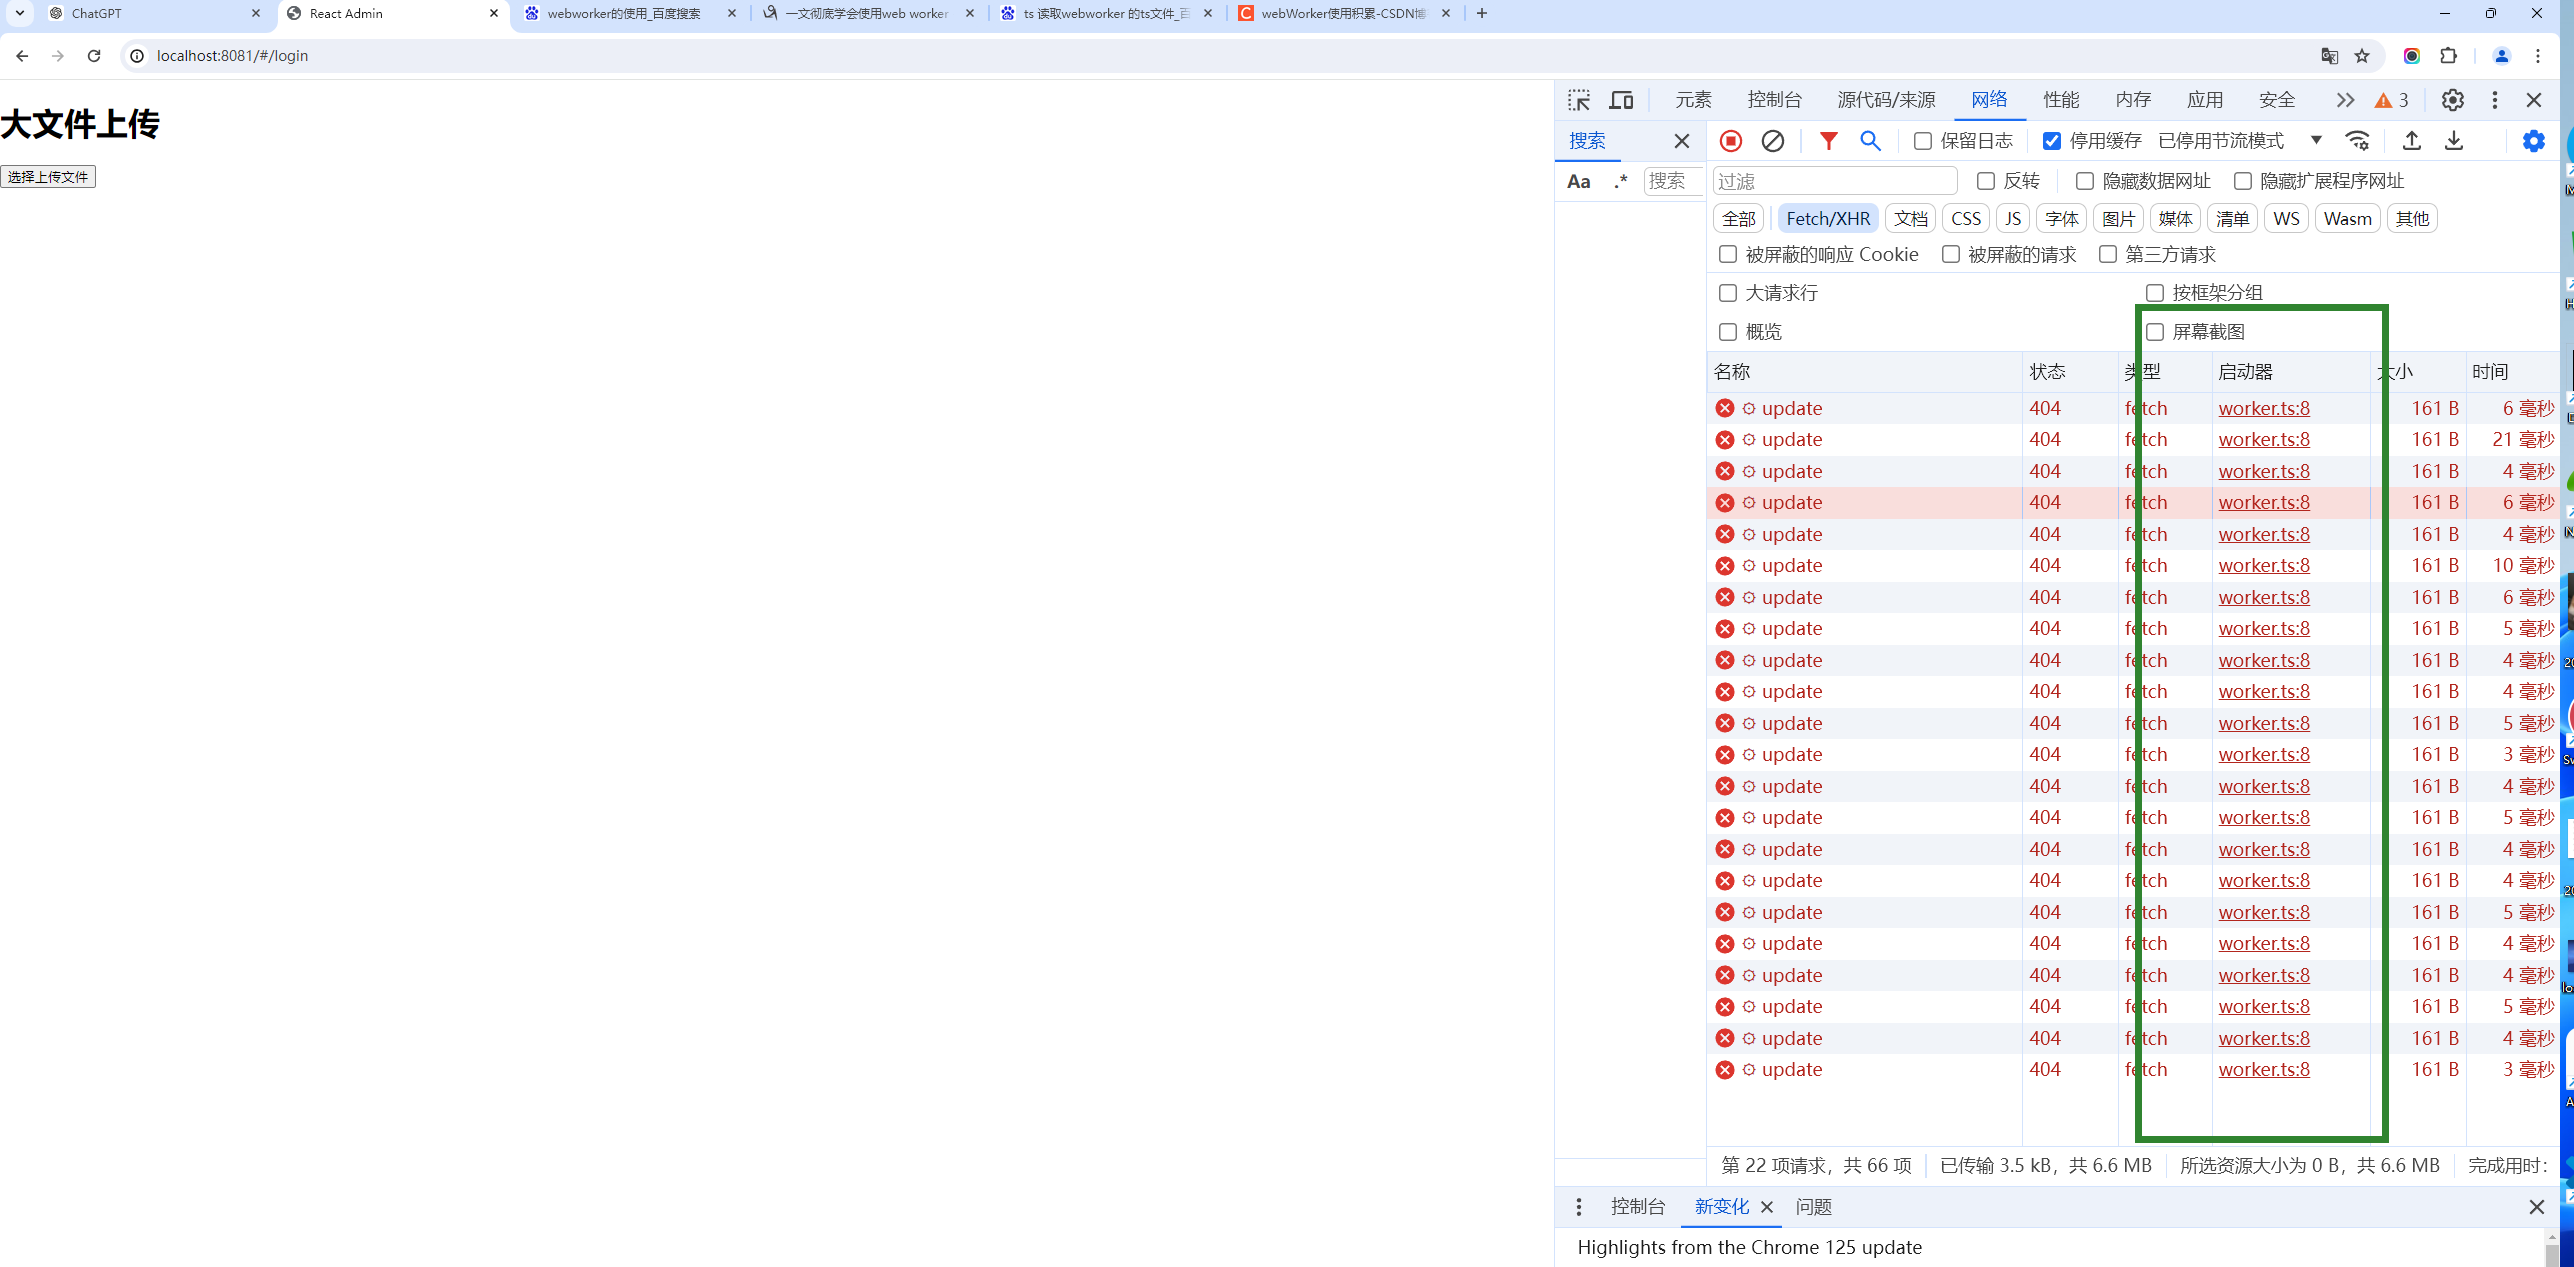 ChatGPT
React Admin
webworker的使用_百度搜索
一文彻底学会使用web worker
ts 读取webworker 的ts文件_百
webWorker使用积累-CSDN博
localhost:8081/#/login
大文件上传
选择上传文件
元素 控制台 源代码/来源 网络 性能 内存 应用 安全 3
搜索
保留日志 停用缓存 已停用节流模式
Aa .* 搜索
过滤 反转 隐藏数据网址 隐藏扩展程序网址
全部 Fetch/XHR 文档 CSS JS 字体 图片 媒体 清单 WS Wasm 其他
被屏蔽的响应 Cookie 被屏蔽的请求 第三方请求
大请求行 按框架分组
概览 屏幕截图
名称 状态 类型 启动器 大小 时间
update 404 fetch worker.ts:8 161 B 6 毫秒
update 404 fetch worker.ts:8 161 B 21 毫秒
update 404 fetch worker.ts:8 161 B 4 毫秒
update 404 fetch worker.ts:8 161 B 6 毫秒
update 404 fetch worker.ts:8 161 B 4 毫秒
update 404 fetch worker.ts:8 161 B 10 毫秒
update 404 fetch worker.ts:8 161 B 6 毫秒
update 404 fetch worker.ts:8 161 B 5 毫秒
update 404 fetch worker.ts:8 161 B 4 毫秒
update 404 fetch worker.ts:8 161 B 4 毫秒
update 404 fetch worker.ts:8 161 B 5 毫秒
update 404 fetch worker.ts:8 161 B 3 毫秒
update 404 fetch worker.ts:8 161 B 4 毫秒
update 404 fetch worker.ts:8 161 B 5 毫秒
update 404 fetch worker.ts:8 161 B 4 毫秒
update 404 fetch worker.ts:8 161 B 4 毫秒
update 404 fetch worker.ts:8 161 B 5 毫秒
update 404 fetch worker.ts:8 161 B 4 毫秒
update 404 fetch worker.ts:8 161 B 4 毫秒
update 404 fetch worker.ts:8 161 B 5 毫秒
update 404 fetch worker.ts:8 161 B 4 毫秒
update 404 fetch worker.ts:8 161 B 3 毫秒
第 22 项请求，共 66 项 已传输 3.5 kB，共 6.6 MB 所选资源大小为 0 B，共 6.6 MB 完成用时：
控制台 新变化 问题
Highlights from the Chrome 125 update